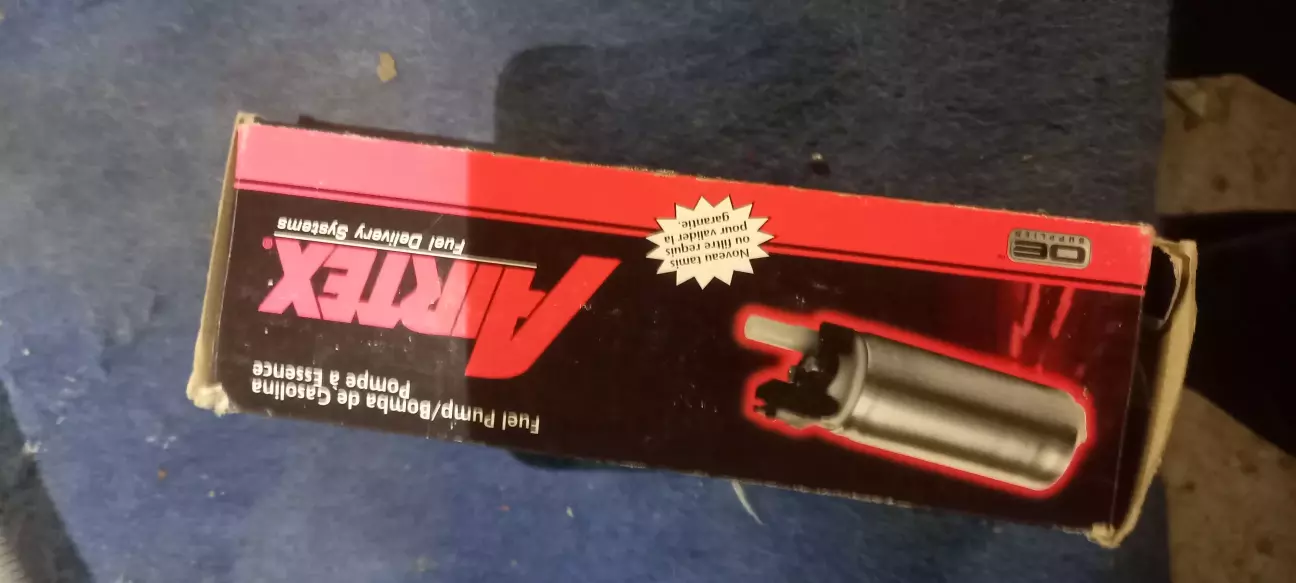 Fuel Pump/Bomba de Gasolina
Pompe à Essence
AIRTEX®
Fuel Delivery Systems
Noveau tamis
ou filtre requis
pour valider la
garantie.
OE™
SUPPLIER